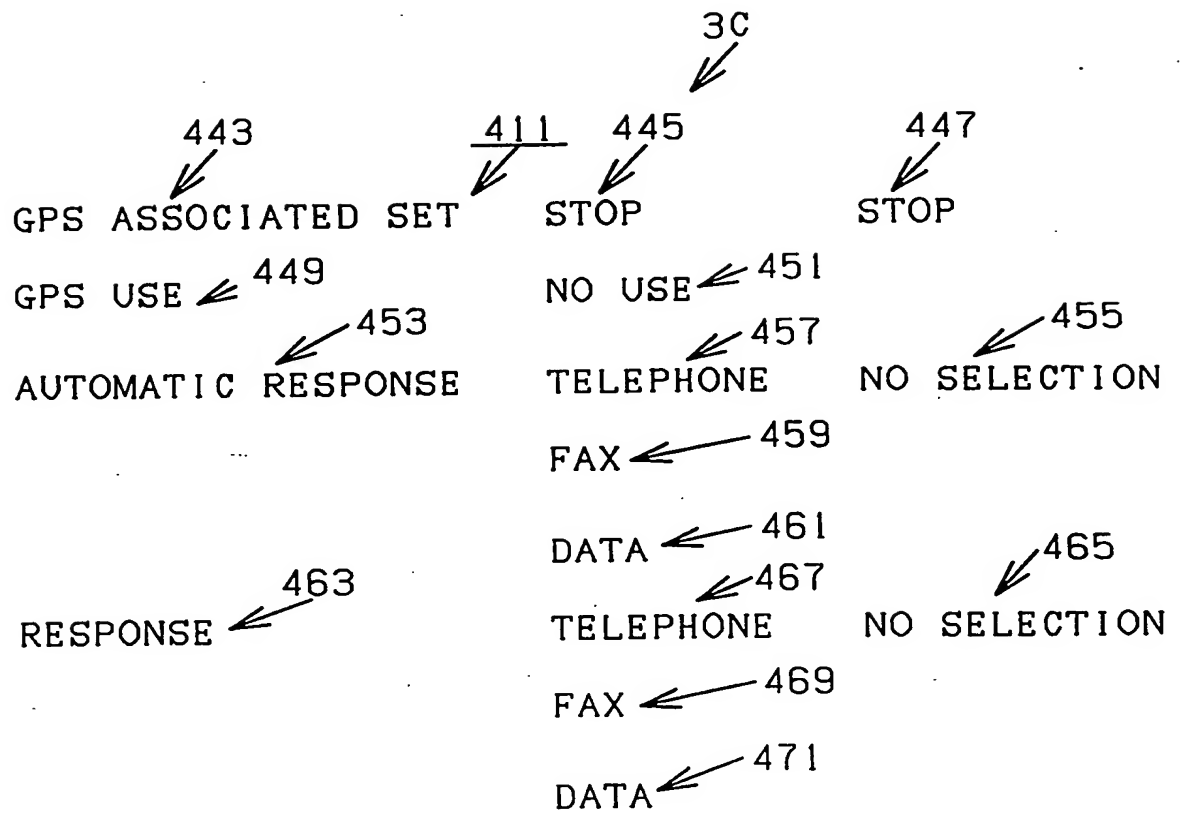 3C
443 411 445 447
GPS ASSOCIATED SET STOP STOP
449 451
GPS USE NO USE
453 457 455
AUTOMATIC RESPONSE TELEPHONE NO SELECTION
459
FAX
461
DATA
463 467 465
RESPONSE TELEPHONE NO SELECTION
469
FAX
471
DATA